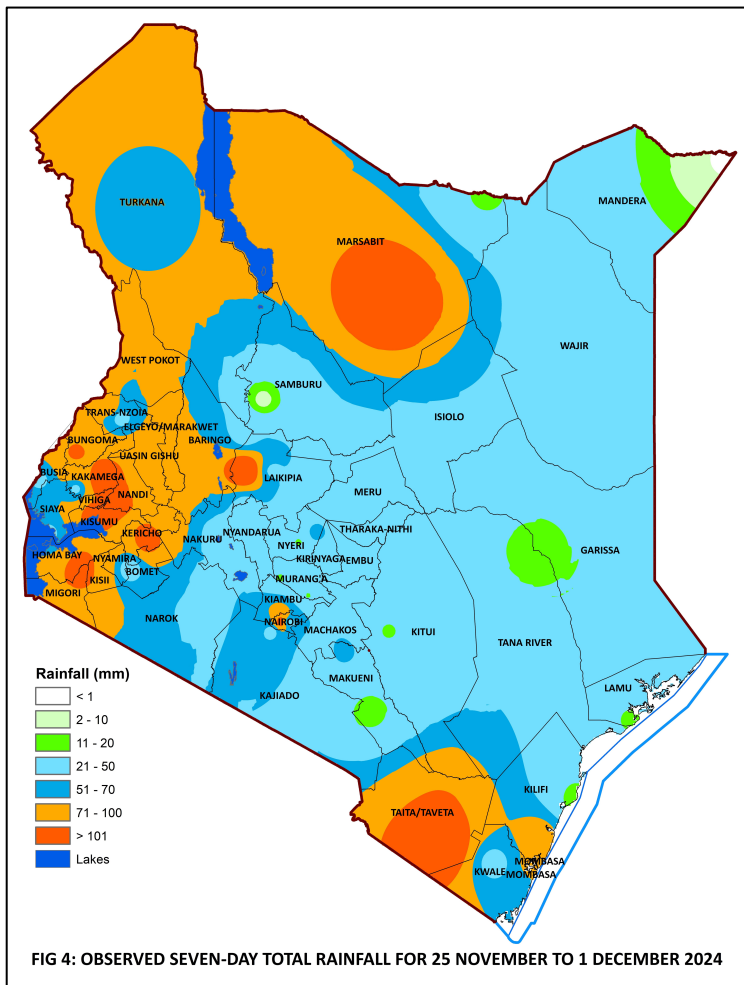 TURKANA
MANDERA
MARSABIT
WAJIR
WEST POKOT
SAMBURU
ISIOLO
TRANS-NZOIA
ELGEYO/MARAKWET
BUNGOMA
BARINGO
UASIN GISHU
BUSIA
KAKAMEGA
LAIKIPIA
MERU
VIHIGA
NANDI
SIAYA
KISUMU
THARAKA-NITHI
KERICHO
NAKURU
NYANDARUA
NYERI
GARISSA
HOMA BAY
NYAMIRA
KIRINYAGA
EMBU
BOMET
KISII
MURANG'A
MIGORI
KIAMBU
NAROK
NAIROBI
MACHAKOS
KITUI
TANA RIVER
MAKUENI
LAMU
KAJIADO
KILIFI
TAITA/TAVETA
MOMBASA
KWALE
MOMBASA
Rainfall (mm)
< 1
2 - 10
11 - 20
21 - 50
51 - 70
71 - 100
> 101
Lakes
FIG 4: OBSERVED SEVEN-DAY TOTAL RAINFALL FOR 25 NOVEMBER TO 1 DECEMBER 2024